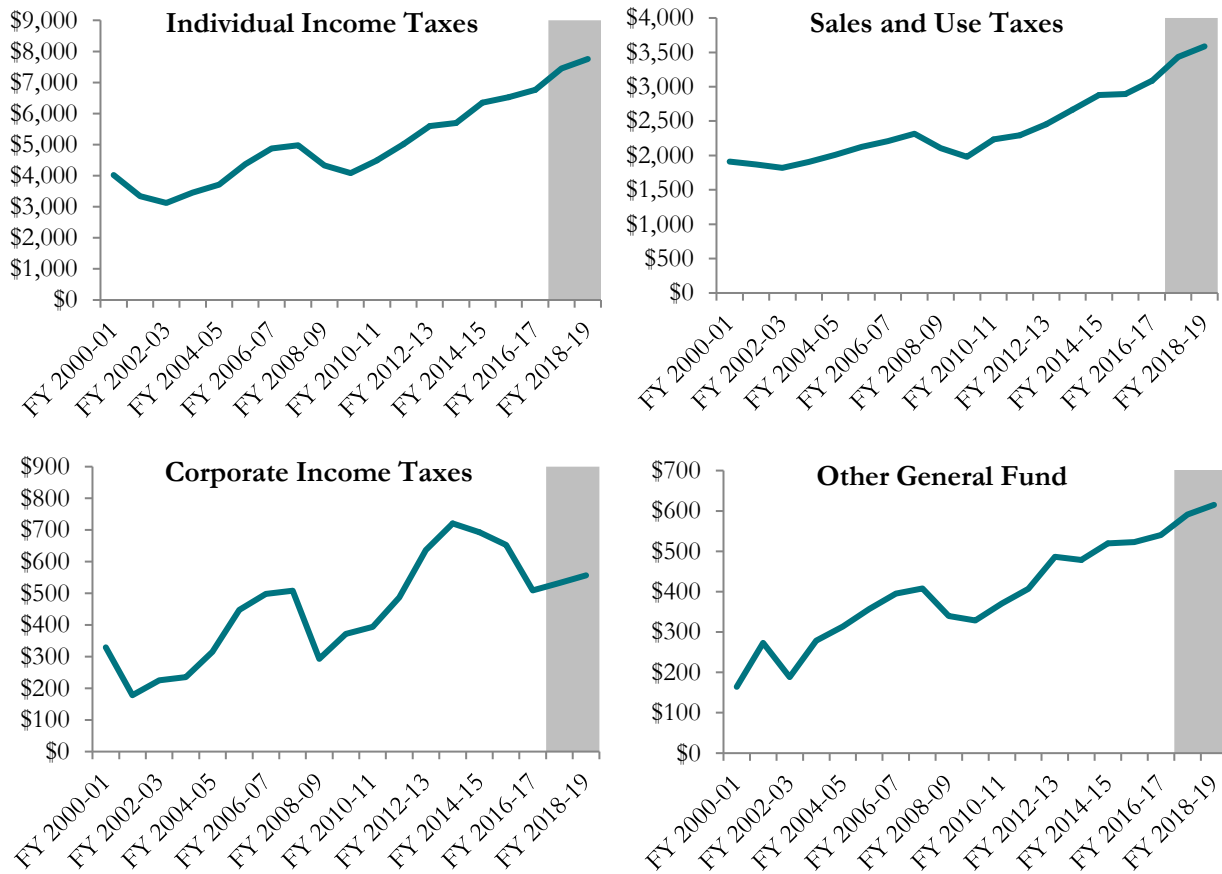 Individual Income Taxes
$9,000
$8,000
$7,000
$6,000
$5,000
$4,000
$3,000
$2,000
$1,000
$0
FY 2000-01
FY 2002-03
FY 2004-05
FY 2006-07
FY 2008-09
FY 2010-11
FY 2012-13
FY 2014-15
FY 2016-17
FY 2018-19
Sales and Use Taxes
$4,000
$3,500
$3,000
$2,500
$2,000
$1,500
$1,000
$500
$0
FY 2000-01
FY 2002-03
FY 2004-05
FY 2006-07
FY 2008-09
FY 2010-11
FY 2012-13
FY 2014-15
FY 2016-17
FY 2018-19
Corporate Income Taxes
$900
$800
$700
$600
$500
$400
$300
$200
$100
$0
FY 2000-01
FY 2002-03
FY 2004-05
FY 2006-07
FY 2008-09
FY 2010-11
FY 2012-13
FY 2014-15
FY 2016-17
FY 2018-19
Other General Fund
$700
$600
$500
$400
$300
$200
$100
$0
FY 2000-01
FY 2002-03
FY 2004-05
FY 2006-07
FY 2008-09
FY 2010-11
FY 2012-13
FY 2014-15
FY 2016-17
FY 2018-19